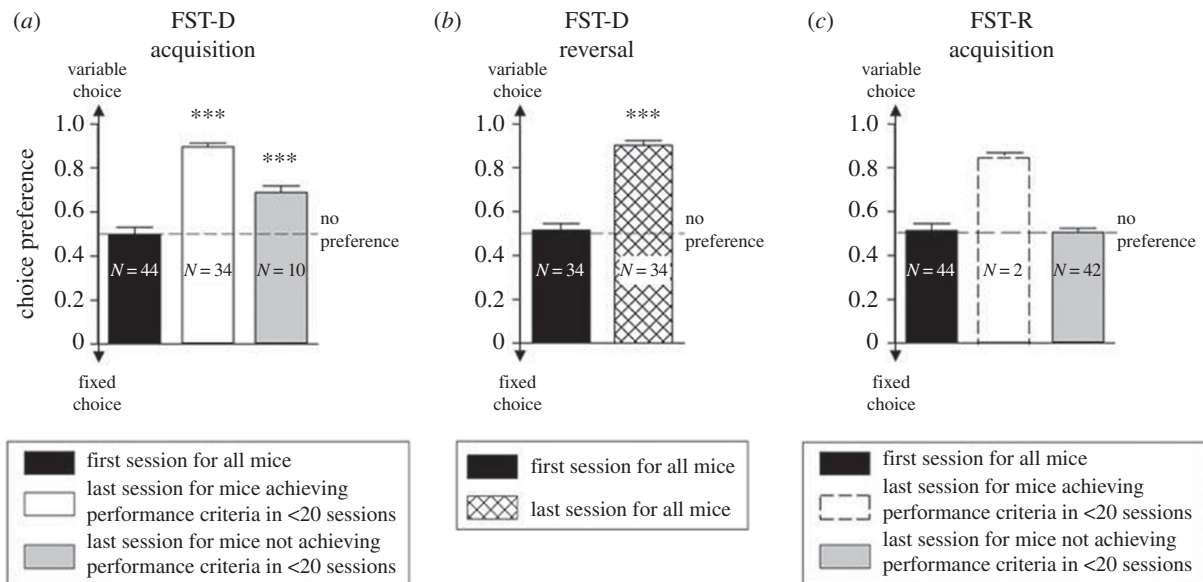 (a) FST-D
acquisition
variable
choice
***
***
1.0
0.8
0.6
0.4
0.2
0
choice preference
no
preference
N = 44
N = 34
N = 10
fixed
choice
first session for all mice
last session for mice achieving
performance criteria in <20 sessions
last session for mice not achieving
performance criteria in <20 sessions
(b) FST-D
reversal
variable
choice
***
1.0
0.8
0.6
0.4
0.2
0
no
preference
N = 34
N = 34
fixed
choice
first session for all mice
last session for all mice
(c) FST-R
acquisition
variable
choice
1.0
0.8
0.6
0.4
0.2
0
no
preference
N = 44
N = 2
N = 42
fixed
choice
first session for all mice
last session for mice achieving
performance criteria in <20 sessions
last session for mice not achieving
performance criteria in <20 sessions